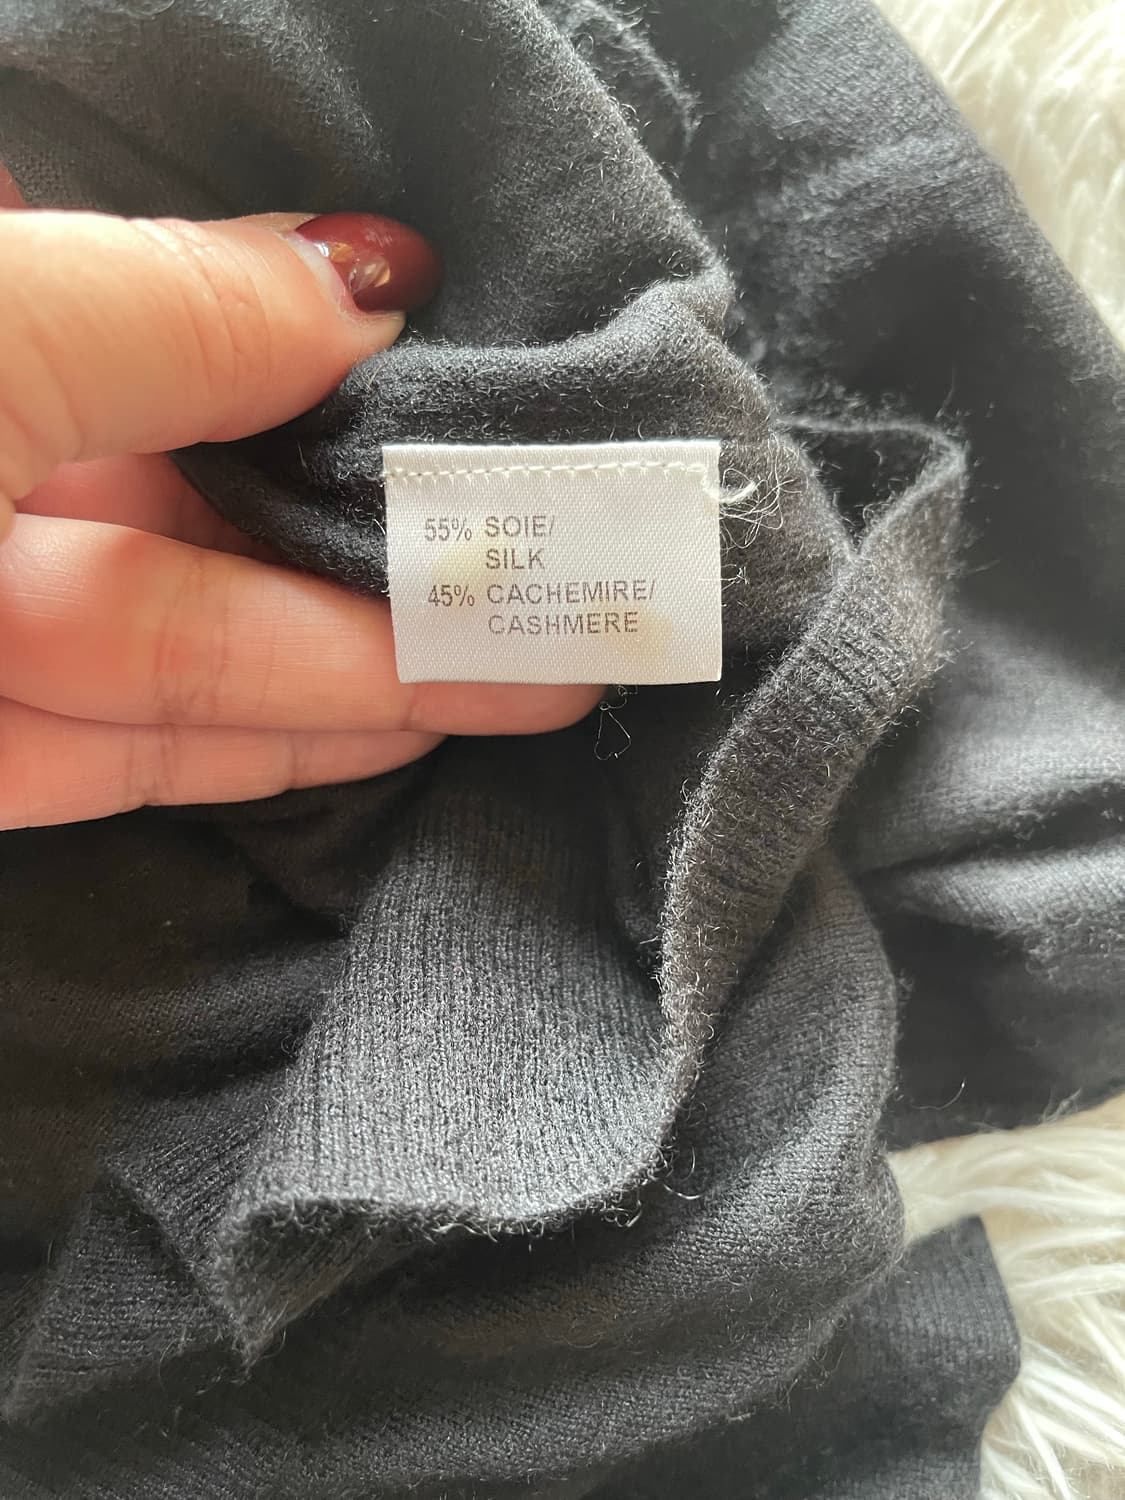 55% SOIE/
SILK
45% CACHEMIRE/
CASHMERE